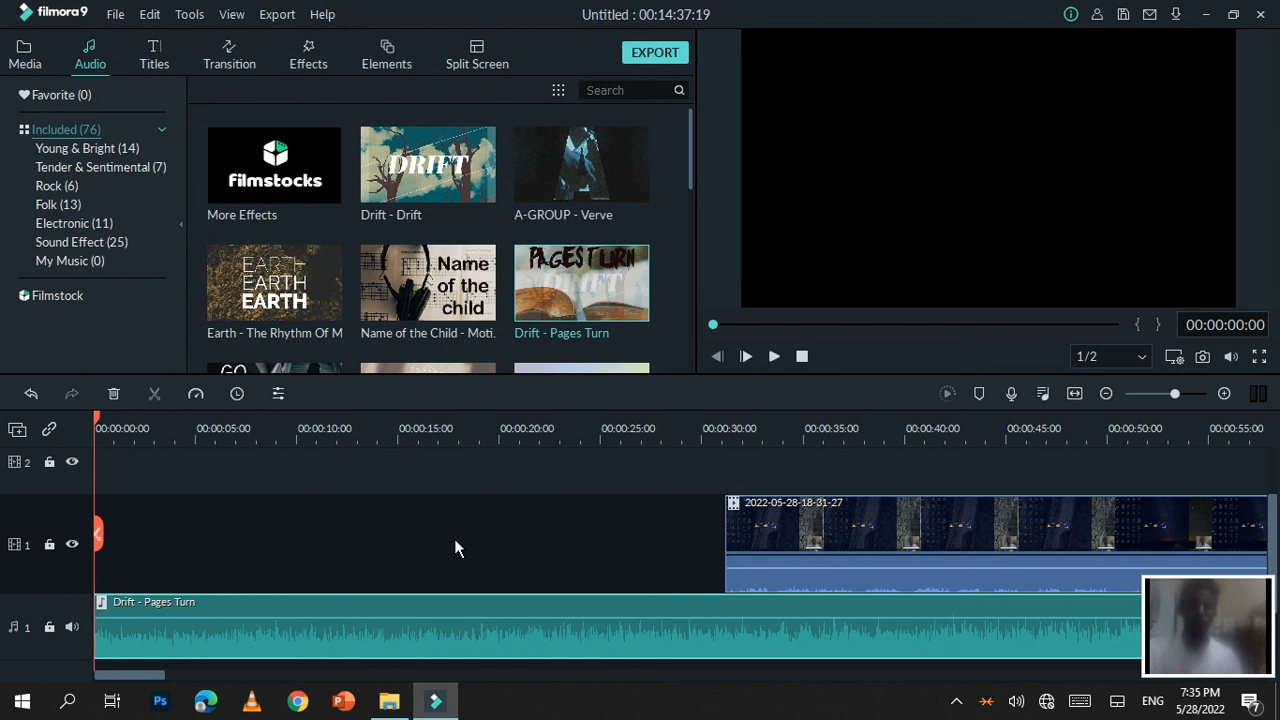 filmora9 File Edit Tools View Export Help Untitled : 00:14:37:19
Media Audio Titles Transition Effects Elements Split Screen EXPORT
Favorite (0)
Included (76)
Young & Bright (14)
Tender & Sentimental (7)
Rock (6)
Folk (13)
Electronic (11)
Sound Effect (25)
My Music (0)
Filmstock
Search
filmstocks
More Effects
DRIFT
Drift - Drift
A
A-GROUP - Verve
EARTH
EARTH
EARTH
Earth - The Rhythm Of M
Name
of the
child
Name of the Child - Moti.
PAGES TURN
DRIFT
Drift - Pages Turn
GO
00:00:00:00
1/2
00:00:00:00 00:00:05:00 00:00:10:00 00:00:15:00 00:00:20:00 00:00:25:00 00:00:30:00 00:00:35:00 00:00:40:00 00:00:45:00 00:00:50:00 00:00:55:00
2
2022-05-28-18-31-27
1
Drift - Pages Turn
1
Ps
ENG
7:35 PM
5/28/2022
7